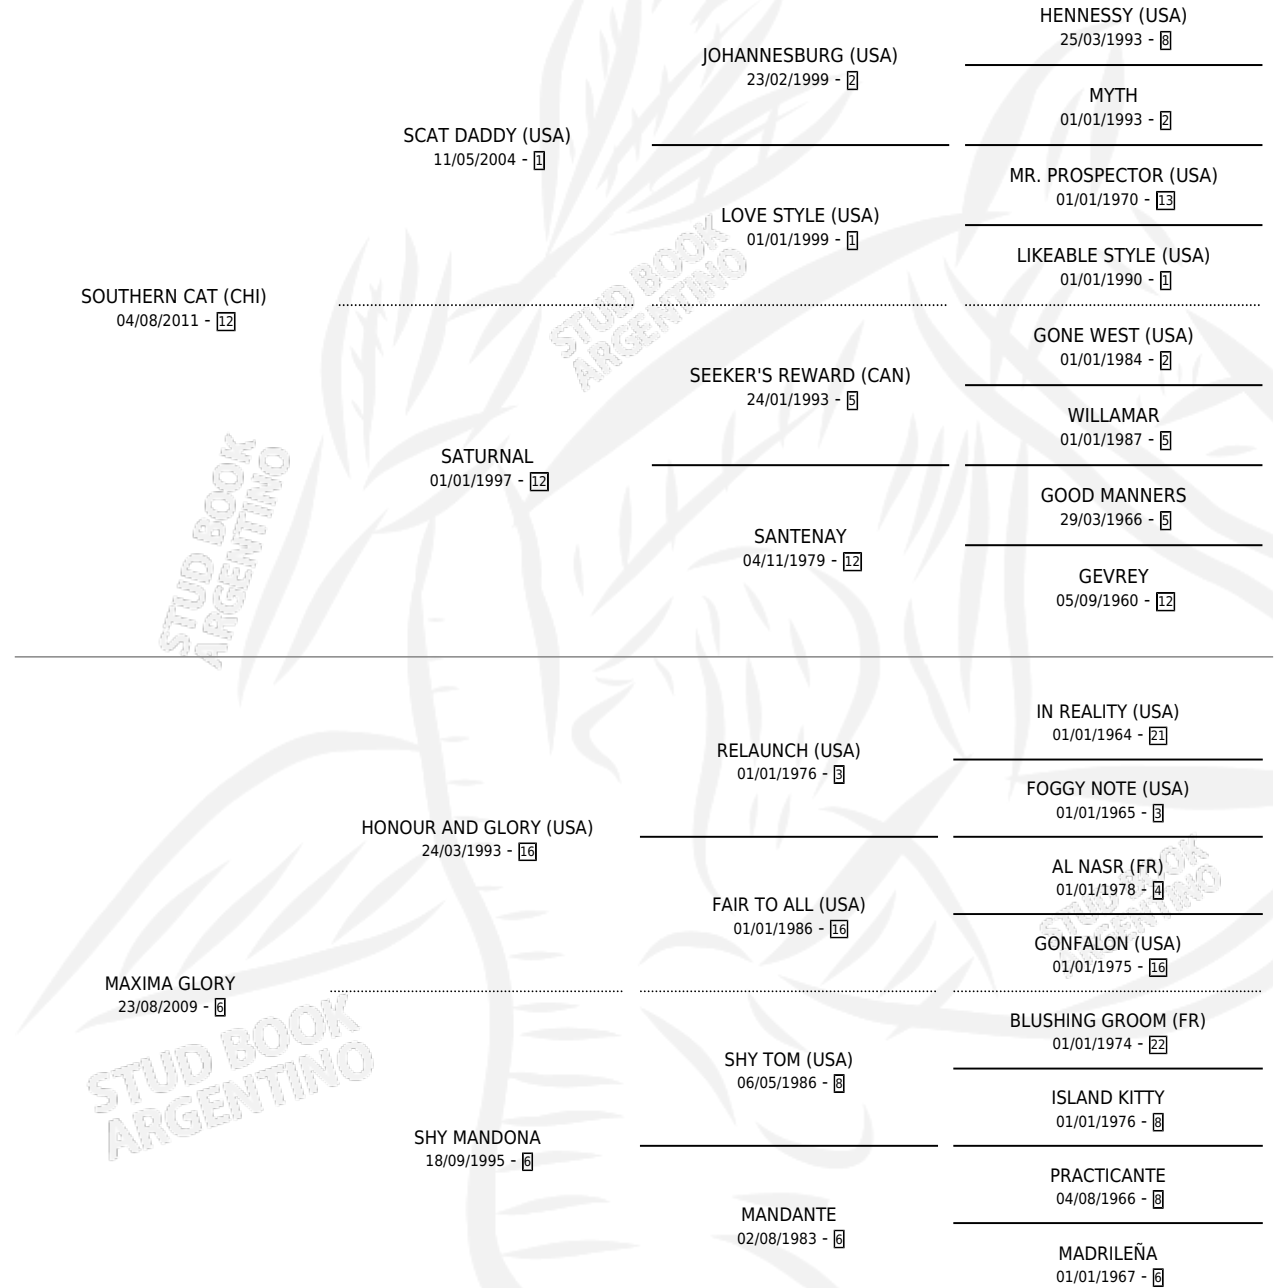 HENNESSY (USA)
25/03/1993 - 8
JOHANNESBURG (USA)
23/02/1999 - 2
MYTH
01/01/1993 - 2
SCAT DADDY (USA)
11/05/2004 - 1
MR. PROSPECTOR (USA)
01/01/1970 - 13
LOVE STYLE (USA)
01/01/1999 - 1
LIKEABLE STYLE (USA)
01/01/1990 - 1
SOUTHERN CAT (CHI)
04/08/2011 - 12
STUD BOOK
ARGENTINO
GONE WEST (USA)
01/01/1984 - 2
SEEKER'S REWARD (CAN)
24/01/1993 - 5
WILLAMAR
01/01/1987 - 5
SATURNAL
01/01/1997 - 12
GOOD MANNERS
29/03/1966 - 5
SANTENAY
04/11/1979 - 12
GEVREY
05/09/1960 - 12
STUD BOOK
ARGENTINO
IN REALITY (USA)
01/01/1964 - 21
RELAUNCH (USA)
01/01/1976 - 3
FOGGY NOTE (USA)
01/01/1965 - 3
HONOUR AND GLORY (USA)
24/03/1993 - 16
AL NASR (FR)
01/01/1978 - 4
FAIR TO ALL (USA)
01/01/1986 - 16
STUD BOOK
ARGENTINO
GONFALON (USA)
01/01/1975 - 16
MAXIMA GLORY
23/08/2009 - 6
BLUSHING GROOM (FR)
01/01/1974 - 22
SHY TOM (USA)
06/05/1986 - 8
STUD BOOK
ARGENTINO
ISLAND KITTY
01/01/1976 - 8
SHY MANDONA
18/09/1995 - 6
PRACTICANTE
04/08/1966 - 8
MANDANTE
02/08/1983 - 6
MADRILEÑA
01/01/1967 - 6